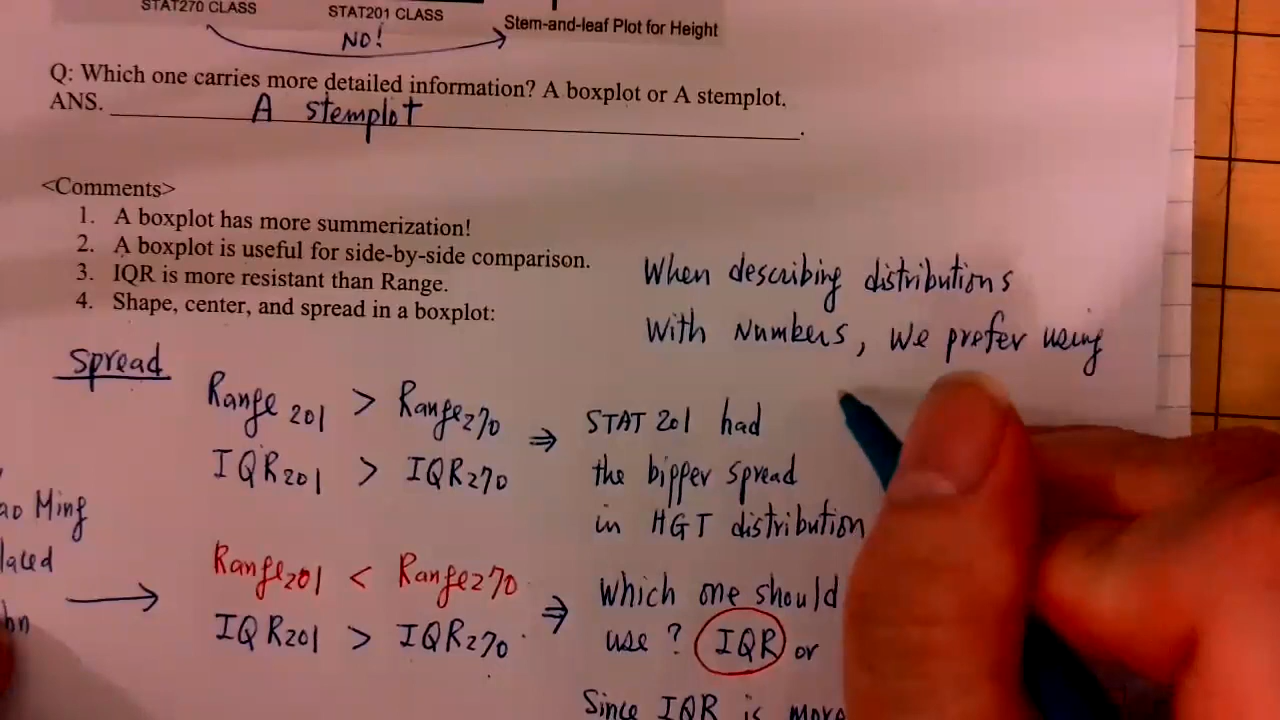 STAT270 CLASS
STAT201 CLASS
Stem-and-leaf Plot for Height
NO!
Q: Which one carries more detailed information? A boxplot or A stemplot.
ANS. A stemplot.
<Comments>
1. A boxplot has more summerization!
2. A boxplot is useful for side-by-side comparison.
3. IQR is more resistant than Range.
4. Shape, center, and spread in a boxplot:
When describing distributions
With Numbers, We prefer using
Spread
Range 201 > Range270
IQR201 > IQR270
⇒ STAT 201 had
the bigger spread
in HGT distribution
ao Ming
laced
hn
→ Range201 < Range270
IQR201 > IQR270
⇒ Which one should
use? IQR or
Since IQR is more